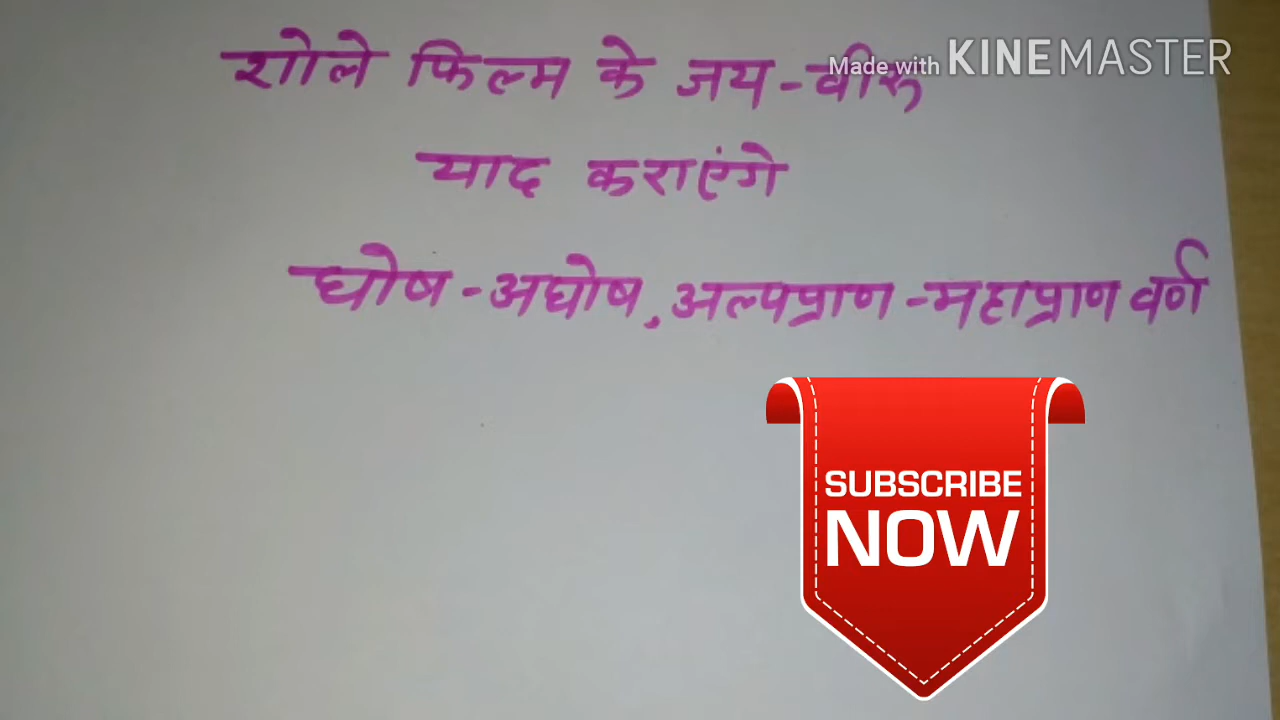 शोले फिल्म के जय-वीरू
Made with KINEMASTER
याद कराएंगे
घोष-अघोष, अल्पप्राण-महाप्राण वर्ण
SUBSCRIBE
NOW